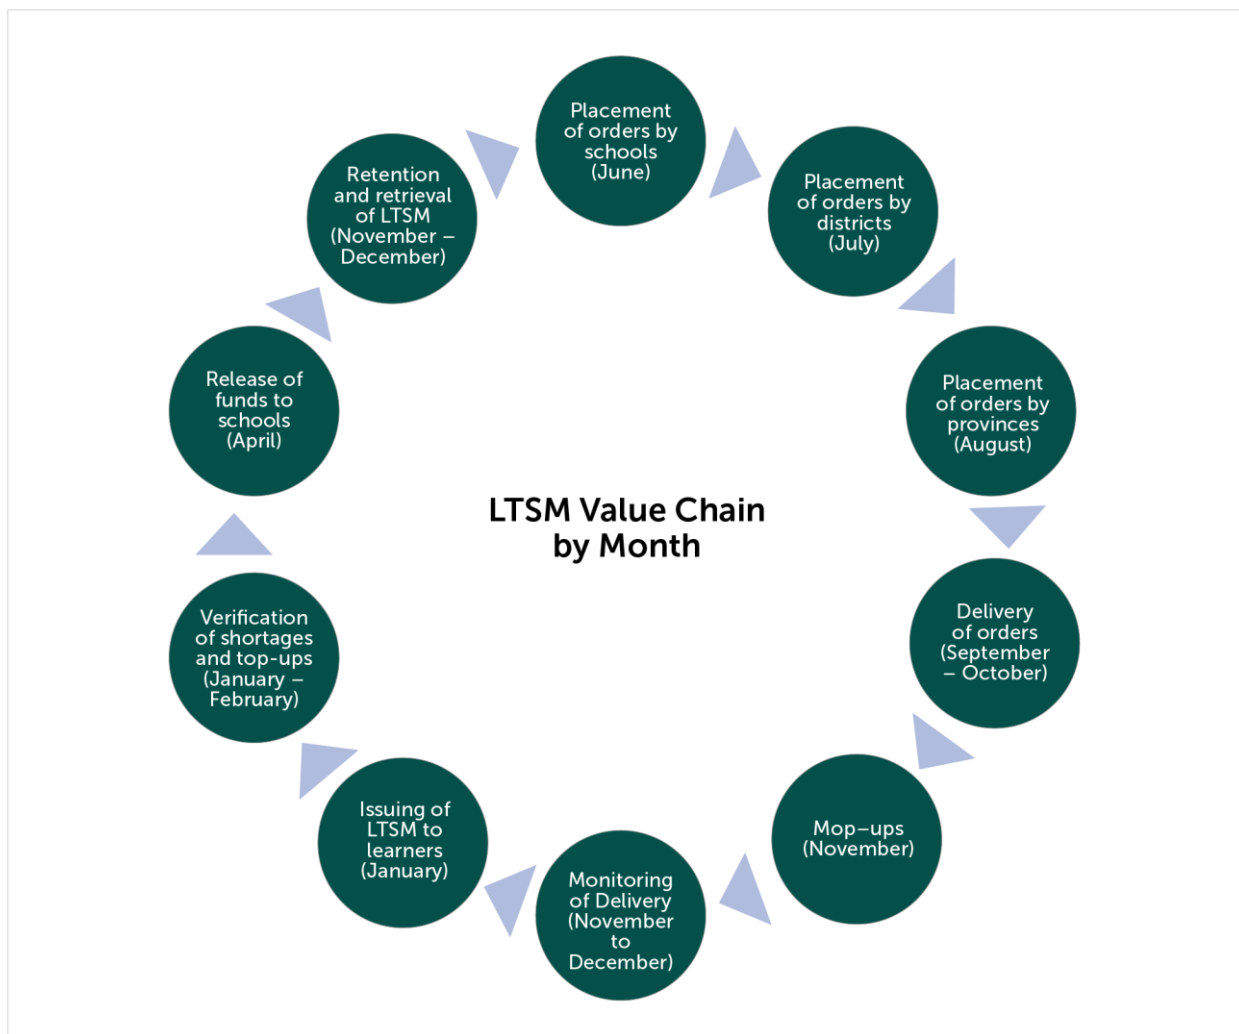 Placement
of orders by
schools
(June)
Placement
of orders by
districts
(July)
Placement
of orders by
provinces
(August)
Delivery
of orders
(September
– October)
Mop–ups
(November)
Monitoring
of Delivery
(November
to
December)
Issuing of
LTSM to
learners
(January)
Verification
of shortages
and top-ups
(January –
February)
Release of
funds to
schools
(April)
Retention
and retrieval
of LTSM
(November –
December)
LTSM Value Chain
by Month